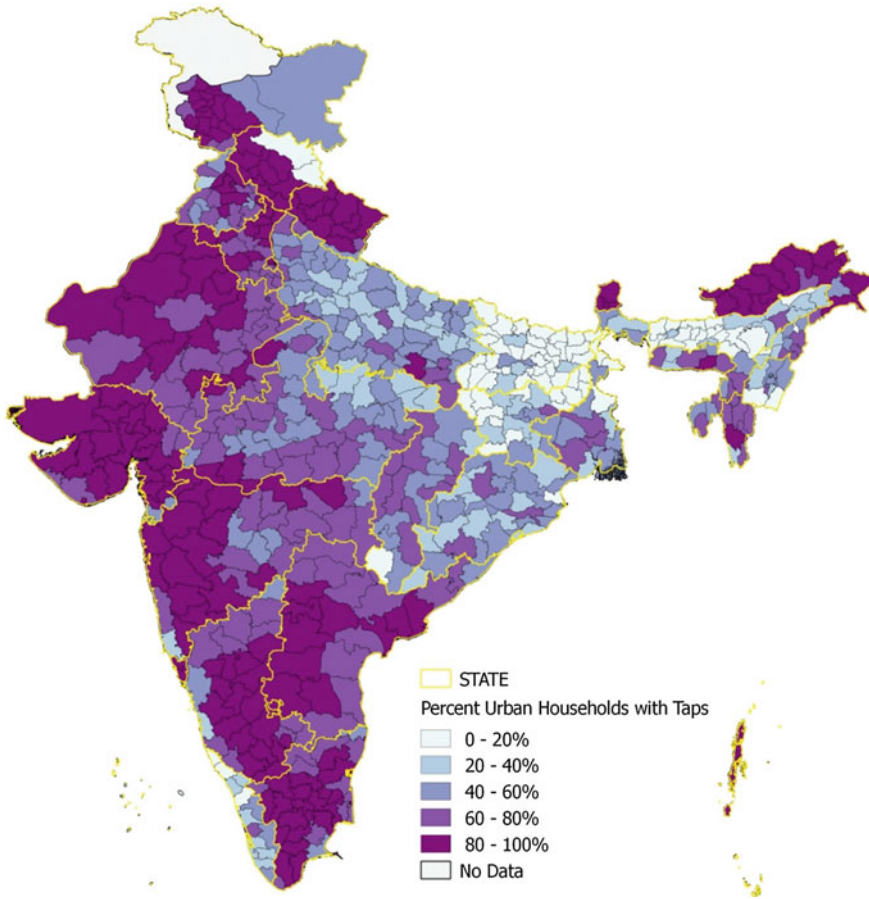 STATE
Percent Urban Households with Taps
0 - 20%
20 - 40%
40 - 60%
60 - 80%
80 - 100%
No Data